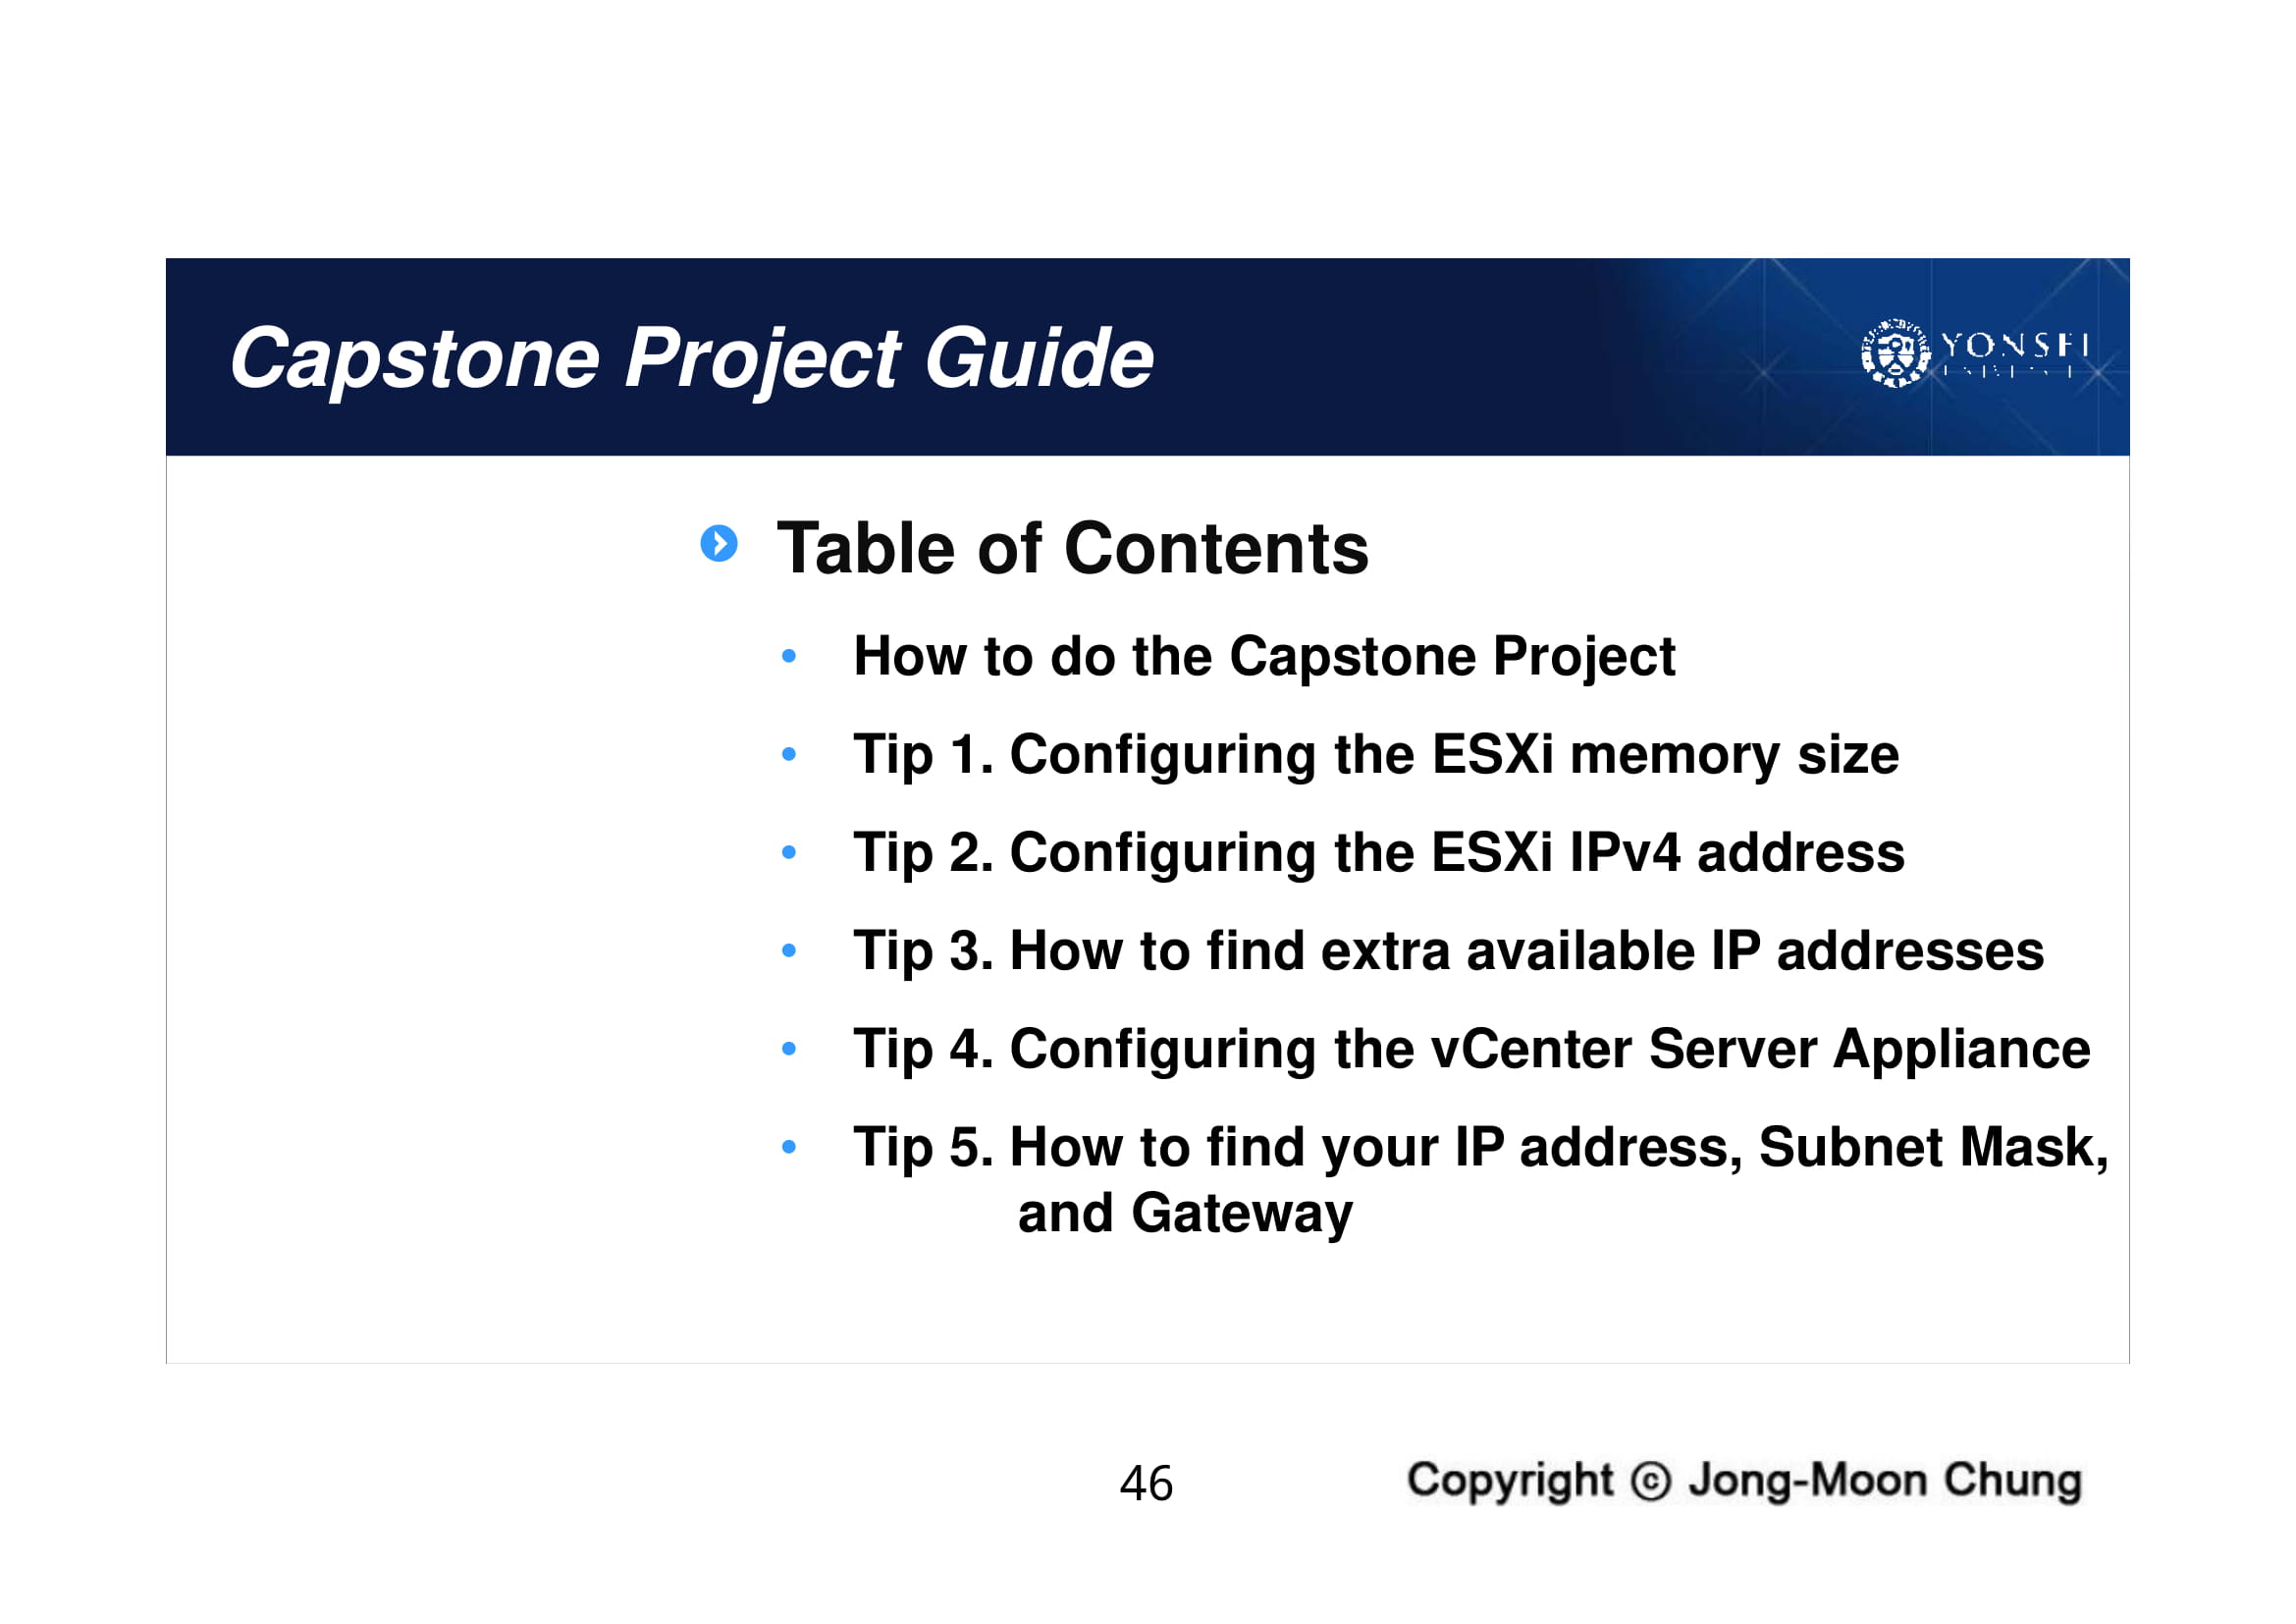 Capstone Project Guide
YONSEI
Table of Contents
• How to do the Capstone Project
• Tip 1. Configuring the ESXi memory size
• Tip 2. Configuring the ESXi IPv4 address
• Tip 3. How to find extra available IP addresses
• Tip 4. Configuring the vCenter Server Appliance
• Tip 5. How to find your IP address, Subnet Mask,
and Gateway
46
Copyright ⓒ Jong-Moon Chung